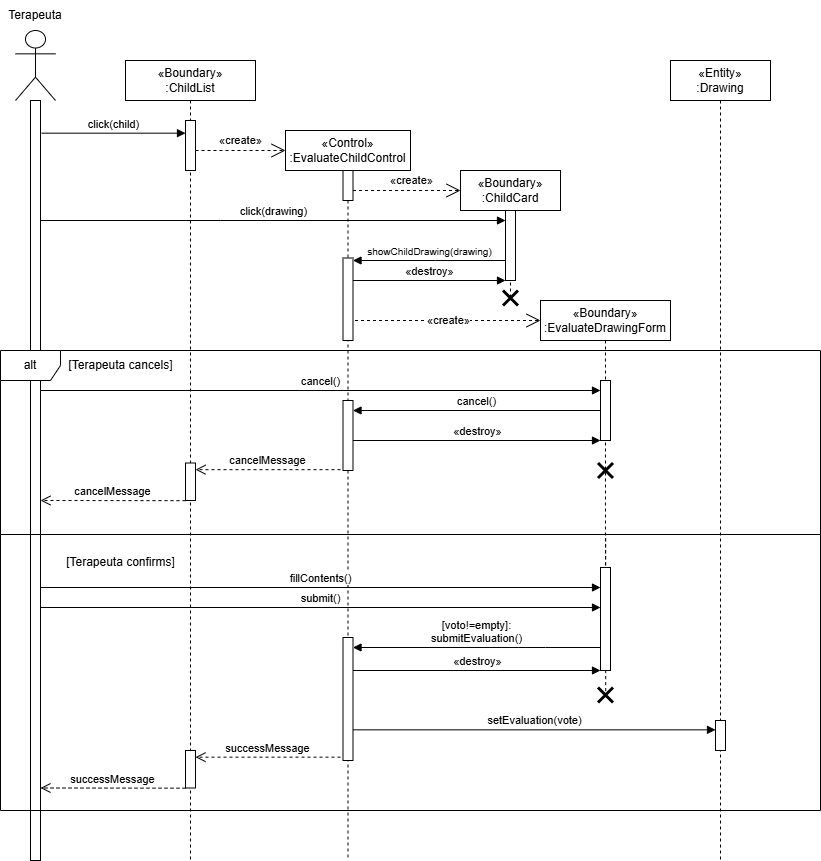 Terapeuta
«Boundary»
:ChildList
«Entity»
:Drawing
click(child)
«create»
«Control»
:EvaluateChildControl
«create»
«Boundary»
:ChildCard
click(drawing)
showChildDrawing(drawing)
«destroy»
«Boundary»
:EvaluateDrawingForm
«create»
alt
[Terapeuta cancels]
cancel()
cancel()
«destroy»
cancelMessage
cancelMessage
[Terapeuta confirms]
fillContents()
submit()
[voto!=empty]:
submitEvaluation()
«destroy»
setEvaluation(vote)
successMessage
successMessage